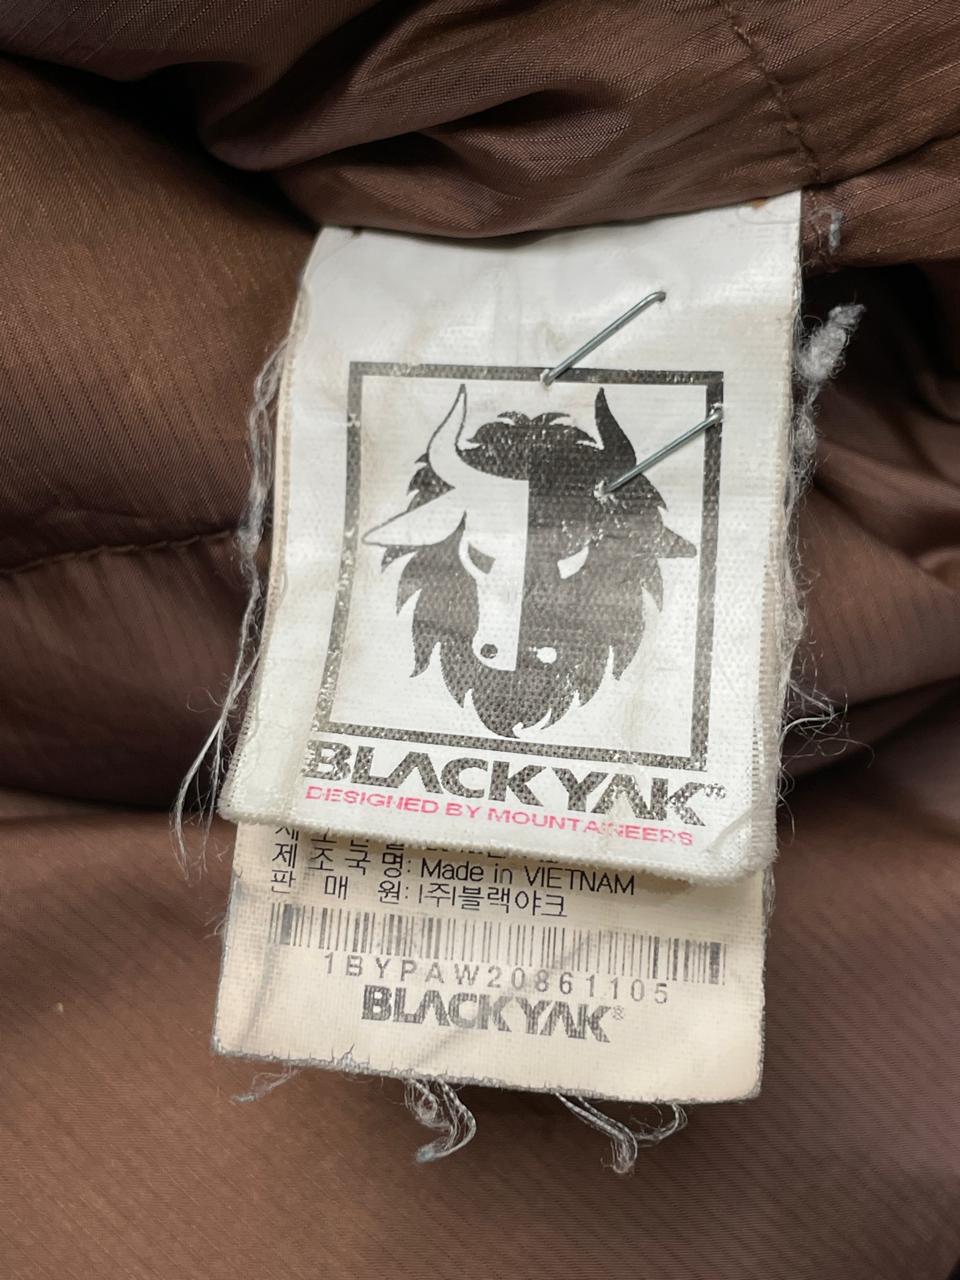 BLACKYAK
DESIGNED BY MOUNTAINEERS
제 조 국 명: Made in VIETNAM
판 매 원: (주)블랙야크
1BYPAW20861105
BLACKYAK®